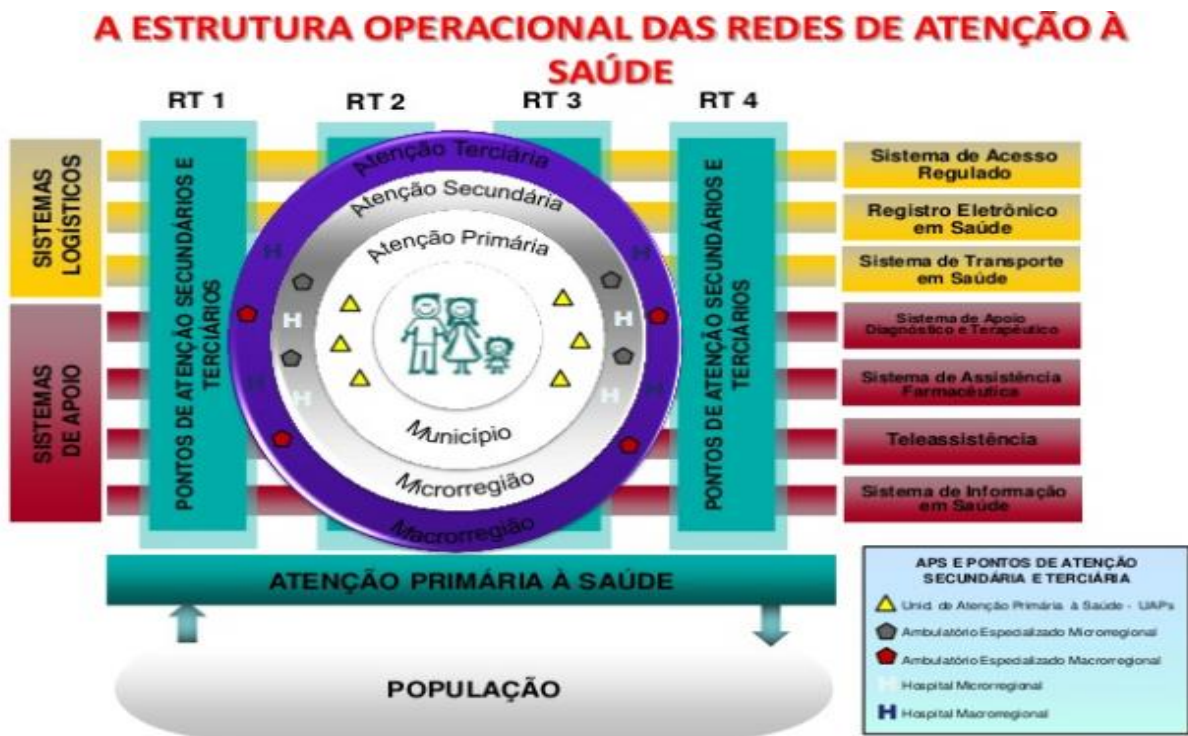 A ESTRUTURA OPERACIONAL DAS REDES DE ATENÇÃO À
SAÚDE
RT 1
RT 2
RT 3
RT 4
SISTEMAS
LOGÍSTICOS
SISTEMAS
DE APOIO
PONTOS DE ATENÇÃO SECUNDÁRIOS E
TERCIÁRIOS
Atenção Terciária
Atenção Secundária
Atenção Primária
H
H
H
H
H
H
H
H
Município
Microrregião
Macrorregião
PONTOS DE ATENÇÃO SECUNDÁRIOS E
TERCIÁRIOS
Sistema de Acesso
Regulado
Registro Eletrônico
em Saúde
Sistema de Transporte
em Saúde
Sistema de Apoio
Diagnóstico e Terapêutico
Sistema de Assistência
Farmacêutica
Teleassistência
Sistema de Informação
em Saúde
ATENÇÃO PRIMÁRIA À SAÚDE
POPULAÇÃO
APS E PONTOS DE ATENÇÃO
SECUNDÁRIA E TERCIÁRIA
Unid. de Atenção Primária à Saúde - UAPs
Ambulatório Especializado Microrregional
Ambulatório Especializado Macrorregional
H Hospital Microrregional
H Hospital Macrorregional